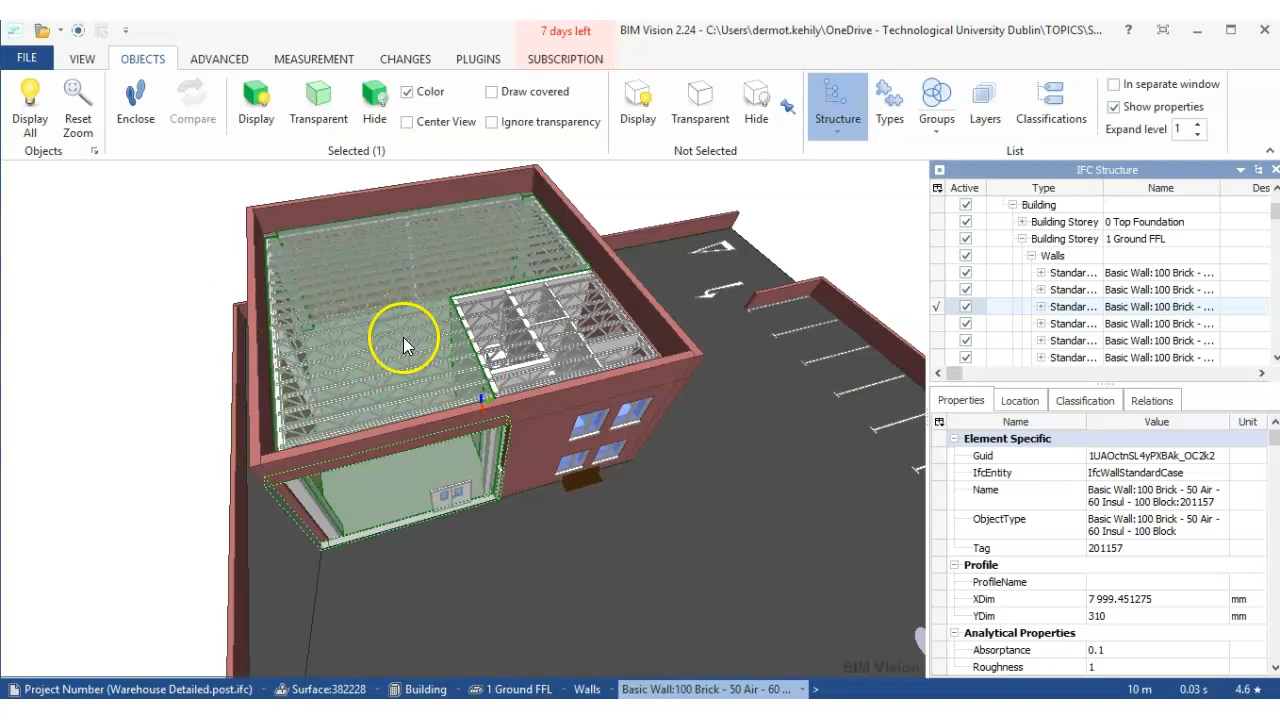 7 days left
BIM Vision 2.24 - C:\Users\dermot.kehily\OneDrive - Technological University Dublin\TOPICS\S...
FILE VIEW OBJECTS ADVANCED MEASUREMENT CHANGES PLUGINS SUBSCRIPTION
Display All
Reset Zoom
Objects
Enclose
Compare
Display
Transparent
Hide
Color
Center View
Draw covered
Ignore transparency
Selected (1)
Display
Transparent
Hide
Not Selected
Structure
Types
Groups
Layers
Classifications
In separate window
Show properties
Expand level 1
List
IFC Structure
Active Type Name Des
Building
Building Storey 0 Top Foundation
Building Storey 1 Ground FFL
Walls
Standar... Basic Wall:100 Brick - ...
Standar... Basic Wall:100 Brick - ...
Standar... Basic Wall:100 Brick - ...
Standar... Basic Wall:100 Brick - ...
Standar... Basic Wall:100 Brick - ...
Standar... Basic Wall:100 Brick - ...
Properties Location Classification Relations
Name Value Unit
Element Specific
Guid 1UAOctnSL4yPXBAk_OC2k2
IfcEntity IfcWallStandardCase
Name Basic Wall:100 Brick - 50 Air -
60 Insul - 100 Block:201157
ObjectType Basic Wall:100 Brick - 50 Air -
60 Insul - 100 Block
Tag 201157
Profile
ProfileName
XDim 7 999.451275 mm
YDim 310 mm
Analytical Properties
Absorptance 0.1
Roughness 1
BIM Vision
Project Number (Warehouse Detailed.post.ifc) Surface:382228 Building 1 Ground FFL Walls Basic Wall:100 Brick - 50 Air - 60 ... > 10 m 0.03 s 4.6